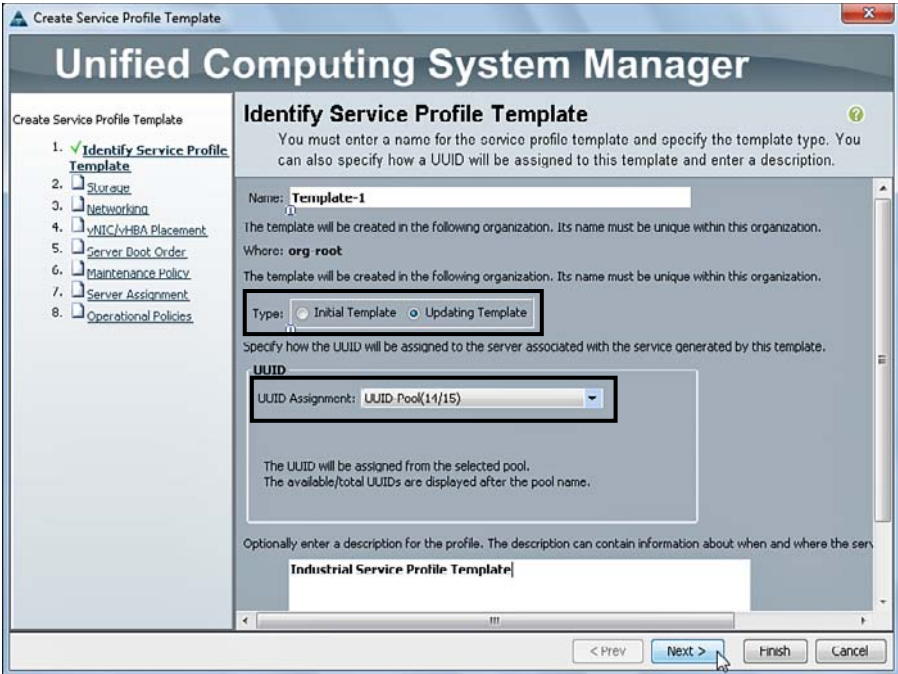 Create Service Profile Template
Unified Computing System Manager
Create Service Profile Template
1. Identify Service Profile
Template
2. Storage
3. Networking
4. vNIC/vHBA Placement
5. Server Boot Order
6. Maintenance Policy
7. Server Assignment
8. Operational Policies
Identify Service Profile Template
You must enter a name for the service profile template and specify the template type. You
can also specify how a UUID will be assigned to this template and enter a description.
Name: Template-1
The template will be created in the following organization. Its name must be unique within this organization.
Where: org-root
The template will be created in the following organization. Its name must be unique within this organization.
Type: Initial Template Updating Template
Specify how the UUID will be assigned to the server associated with the service generated by this template.
UUID
UUID Assignment: UUID-Pool(14/15)
The UUID will be assigned from the selected pool.
The available/total UUIDs are displayed after the pool name.
Optionally enter a description for the profile. The description can contain information about when and where the serv
Industrial Service Profile Template
< Prev Next > Finish Cancel